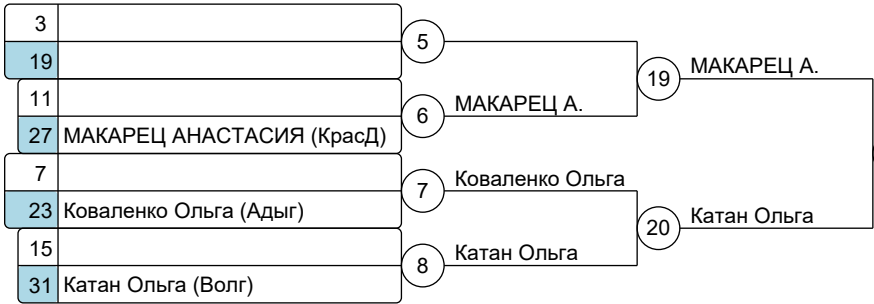 3
19
5
11
27 МАКАРЕЦ АНАСТАСИЯ (КрасД)
6 МАКАРЕЦ А.
19 МАКАРЕЦ А.
7
23 Коваленко Ольга (Адыг)
7 Коваленко Ольга
15
31 Катан Ольга (Волг)
8 Катан Ольга
20 Катан Ольга